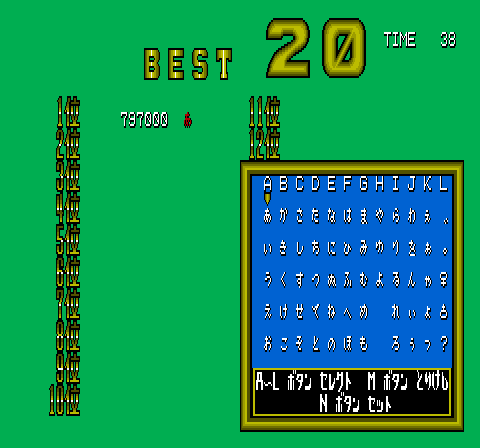 BEST 20
TIME 38
1位 787000 あ
2位
3位
4位
5位
6位
7位
8位
9位
10位
11位
12位
A B C D E F G H I J K L
あ か さ た な は ま や ら わ ぇ 、
い き し ち に ひ み ゆ り を ぁ 。
う く す つ ぬ ふ む よ る ん ゃ ♀
え け せ て ね へ め れ ぃ ょ ♂
お こ そ と の ほ も ろ ぅ っ ?
A~L ボタン セレクト M ボタン とりけし
N ボタン セット